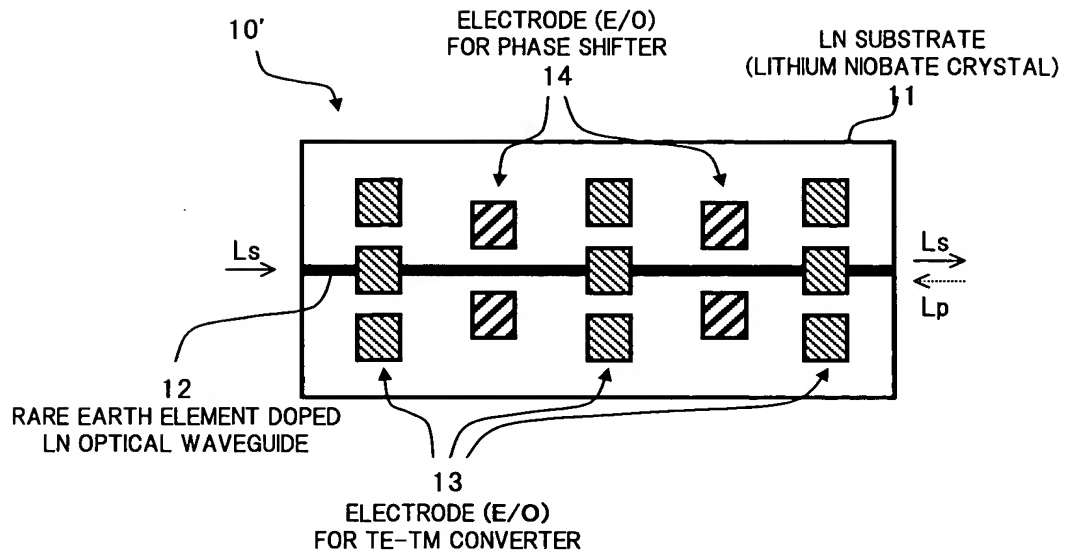 10'
ELECTRODE (E/O)
FOR PHASE SHIFTER
14
LN SUBSTRATE
(LITHIUM NIOBATE CRYSTAL)
11
Ls
Ls
Lp
12
RARE EARTH ELEMENT DOPED
LN OPTICAL WAVEGUIDE
13
ELECTRODE (E/O)
FOR TE-TM CONVERTER